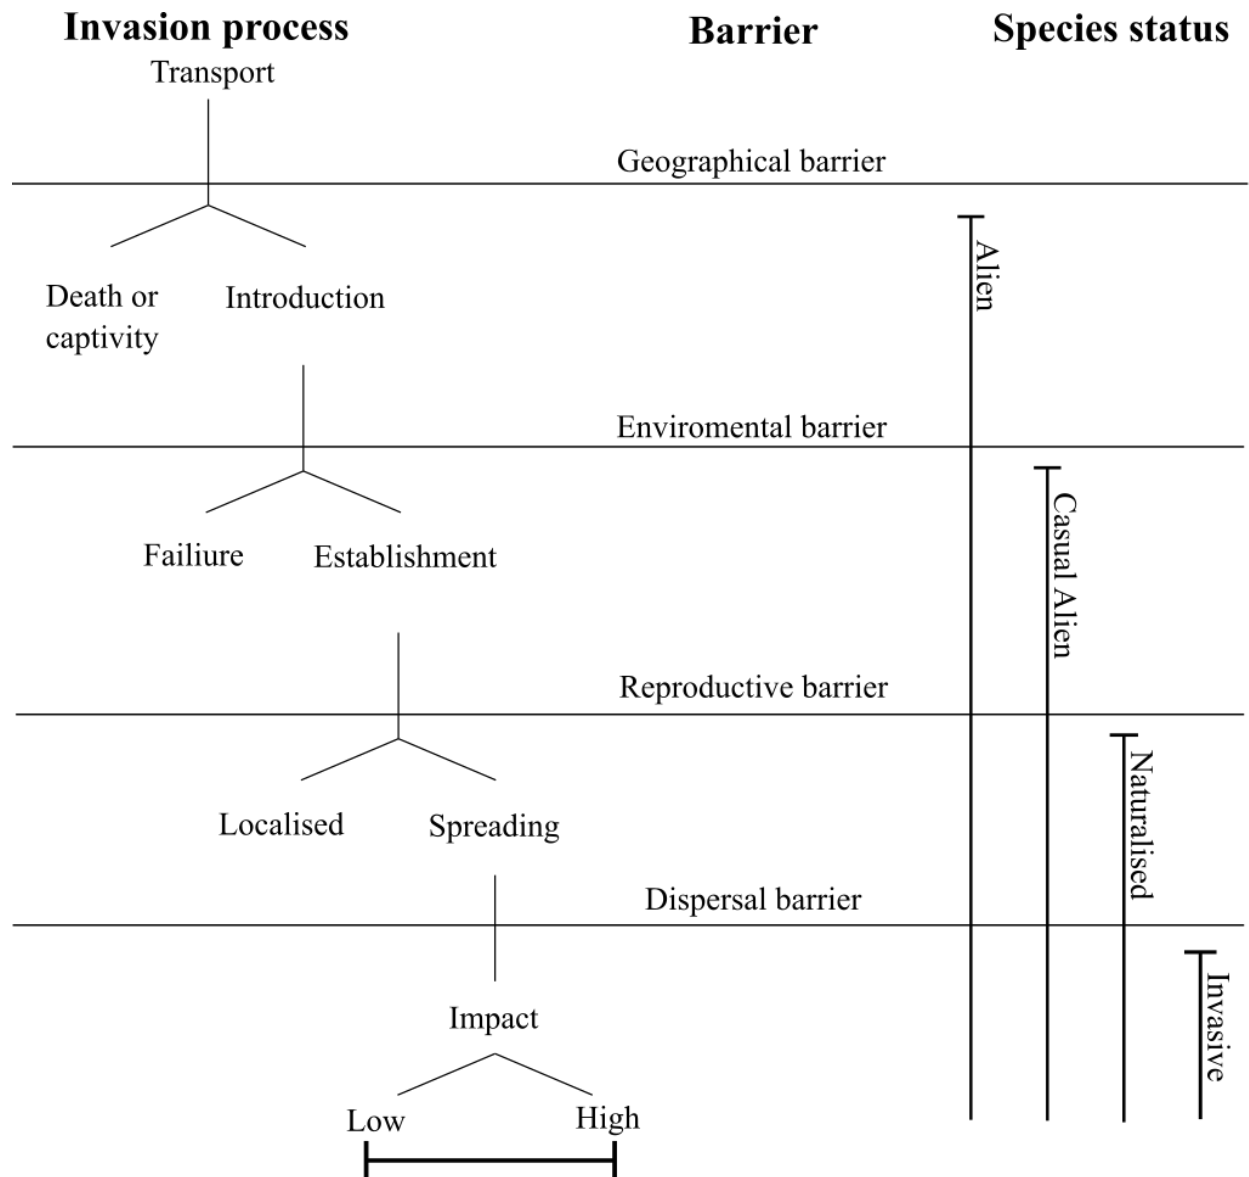 Invasion process
Barrier
Species status
Transport
Geographical barrier
Alien
Death or
captivity
Introduction
Enviromental barrier
Casual Alien
Failiure
Establishment
Reproductive barrier
Naturalised
Localised
Spreading
Dispersal barrier
Invasive
Impact
Low
High